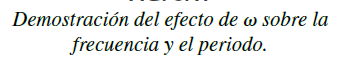 Demostración del efecto de ω sobre la
frecuencia y el periodo.